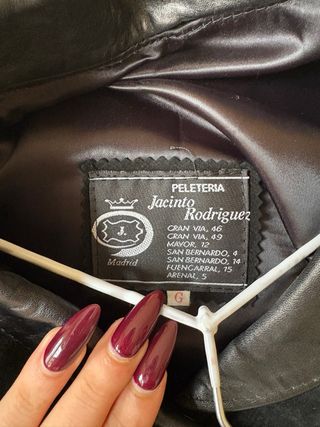 PELETERIA
Jacinto
Rodriguez
J.
Madrid
GRAN VIA, 46
GRAN VIA, 49
MAYOR, 12
SAN BERNARDO, 4
SAN BERNARDO, 14
FUENGARRAL, 15
ARENAL, 5
G